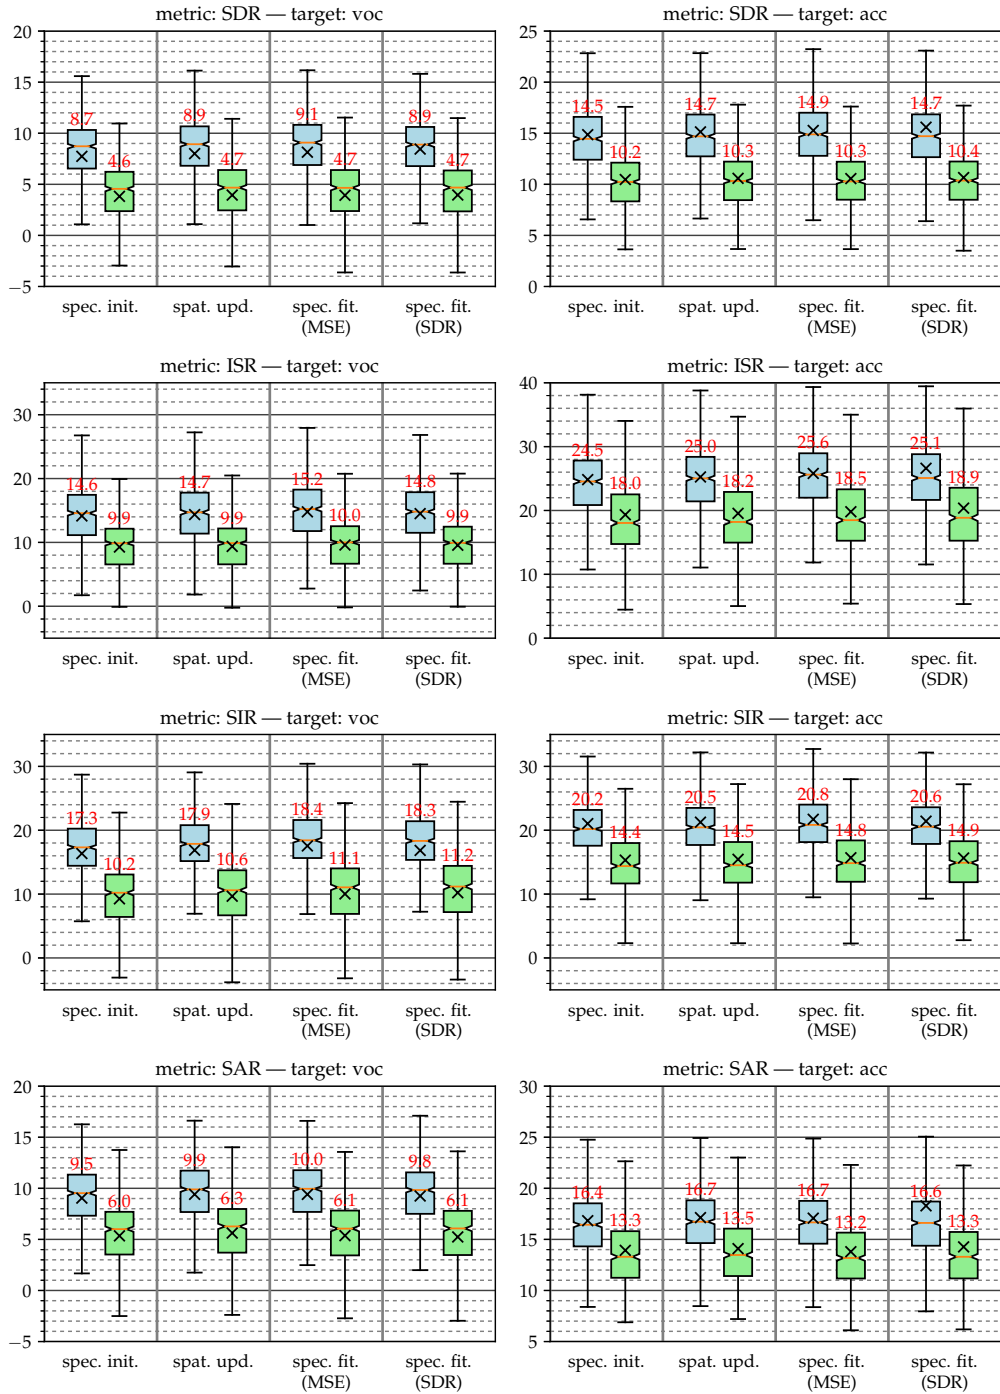 metric: SDR — target: voc
20
15
10
5
0
−5
8.7
4.6
8.9
4.7
9.1
4.7
8.9
4.7
spec. init.
spat. upd.
spec. fit.
(MSE)
spec. fit.
(SDR)
metric: SDR — target: acc
25
20
15
10
5
0
14.5
10.2
14.7
10.3
14.9
10.3
14.7
10.4
spec. init.
spat. upd.
spec. fit.
(MSE)
spec. fit.
(SDR)
metric: ISR — target: voc
30
20
10
0
14.6
9.9
14.7
9.9
15.2
10.0
14.8
9.9
spec. init.
spat. upd.
spec. fit.
(MSE)
spec. fit.
(SDR)
metric: ISR — target: acc
40
30
20
10
0
24.5
18.0
25.0
18.2
25.6
18.5
25.1
18.9
spec. init.
spat. upd.
spec. fit.
(MSE)
spec. fit.
(SDR)
metric: SIR — target: voc
30
20
10
0
17.3
10.2
17.9
10.6
18.4
11.1
18.3
11.2
spec. init.
spat. upd.
spec. fit.
(MSE)
spec. fit.
(SDR)
metric: SIR — target: acc
30
20
10
0
20.2
14.4
20.5
14.5
20.8
14.8
20.6
14.9
spec. init.
spat. upd.
spec. fit.
(MSE)
spec. fit.
(SDR)
metric: SAR — target: voc
20
15
10
5
0
−5
9.5
6.0
9.9
6.3
10.0
6.1
9.8
6.1
spec. init.
spat. upd.
spec. fit.
(MSE)
spec. fit.
(SDR)
metric: SAR — target: acc
30
25
20
15
10
5
16.4
13.3
16.7
13.5
16.7
13.2
16.6
13.3
spec. init.
spat. upd.
spec. fit.
(MSE)
spec. fit.
(SDR)